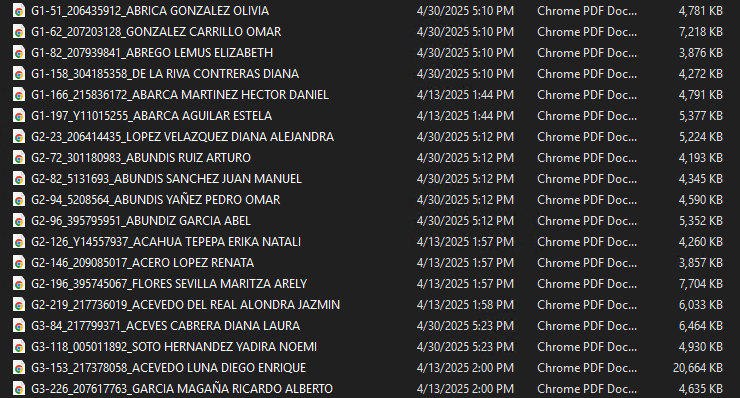 G1-51_206435912_ABRICA GONZALEZ OLIVIA 4/30/2025 5:10 PM Chrome PDF Doc... 4,781 KB
G1-62_207203128_GONZALEZ CARRILLO OMAR 4/30/2025 5:10 PM Chrome PDF Doc... 7,218 KB
G1-82_207939841_ABREGO LEMUS ELIZABETH 4/30/2025 5:10 PM Chrome PDF Doc... 3,876 KB
G1-158_304185358_DE LA RIVA CONTRERAS DIANA 4/30/2025 5:10 PM Chrome PDF Doc... 4,272 KB
G1-166_215836172_ABARCA MARTINEZ HECTOR DANIEL 4/13/2025 1:44 PM Chrome PDF Doc... 4,791 KB
G1-197_Y11015255_ABARCA AGUILAR ESTELA 4/13/2025 1:44 PM Chrome PDF Doc... 5,377 KB
G2-23_206414435_LOPEZ VELAZQUEZ DIANA ALEJANDRA 4/30/2025 5:12 PM Chrome PDF Doc... 5,224 KB
G2-72_301180983_ABUNDIS RUIZ ARTURO 4/30/2025 5:12 PM Chrome PDF Doc... 4,193 KB
G2-82_5131693_ABUNDIS SANCHEZ JUAN MANUEL 4/30/2025 5:12 PM Chrome PDF Doc... 4,345 KB
G2-94_5208564_ABUNDIS YAÑEZ PEDRO OMAR 4/30/2025 5:12 PM Chrome PDF Doc... 4,590 KB
G2-96_395795951_ABUNDIZ GARCIA ABEL 4/30/2025 5:12 PM Chrome PDF Doc... 5,352 KB
G2-126_Y14557937_ACAHUA TEPEPA ERIKA NATALI 4/13/2025 1:57 PM Chrome PDF Doc... 4,260 KB
G2-146_209085017_ACERO LOPEZ RENATA 4/13/2025 1:57 PM Chrome PDF Doc... 3,857 KB
G2-196_395745067_FLORES SEVILLA MARITZA ARELY 4/13/2025 1:57 PM Chrome PDF Doc... 7,704 KB
G2-219_217736019_ACEVEDO DEL REAL ALONDRA JAZMIN 4/13/2025 1:58 PM Chrome PDF Doc... 6,033 KB
G3-84_217799371_ACEVES CABRERA DIANA LAURA 4/30/2025 5:23 PM Chrome PDF Doc... 6,464 KB
G3-118_005011892_SOTO HERNANDEZ YADIRA NOEMI 4/30/2025 5:23 PM Chrome PDF Doc... 4,930 KB
G3-153_217378058_ACEVEDO LUNA DIEGO ENRIQUE 4/13/2025 2:00 PM Chrome PDF Doc... 20,664 KB
G3-226_207617763_GARCIA MAGAÑA RICARDO ALBERTO 4/13/2025 2:00 PM Chrome PDF Doc... 4,635 KB